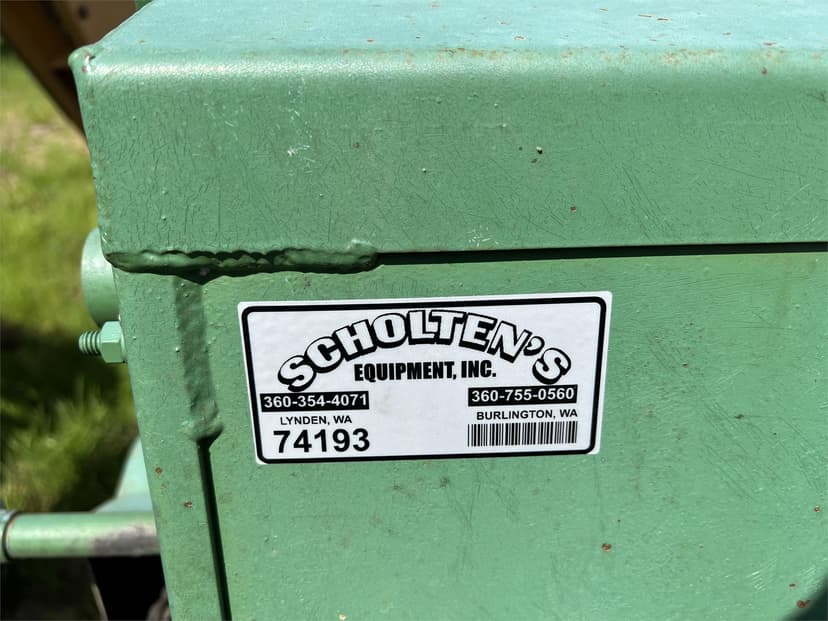 SCHOLTEN'S
EQUIPMENT, INC.
360-354-4071 360-755-0560
LYNDEN, WA BURLINGTON, WA
74193